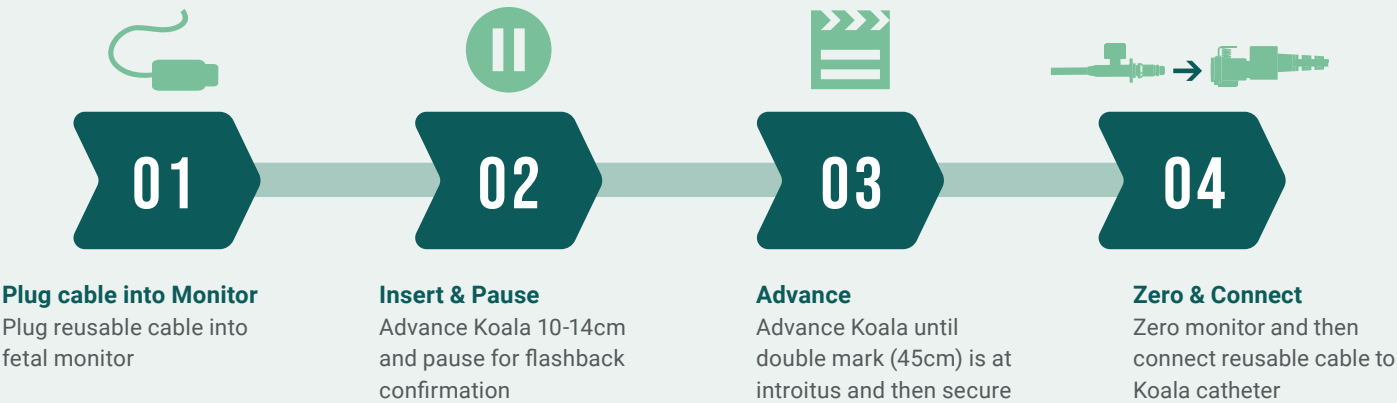 01
02
03
04
Plug cable into Monitor
Plug reusable cable into
fetal monitor
Insert & Pause
Advance Koala 10-14cm
and pause for flashback
confirmation
Advance
Advance Koala until
double mark (45cm) is at
introitus and then secure
Zero & Connect
Zero monitor and then
connect reusable cable to
Koala catheter